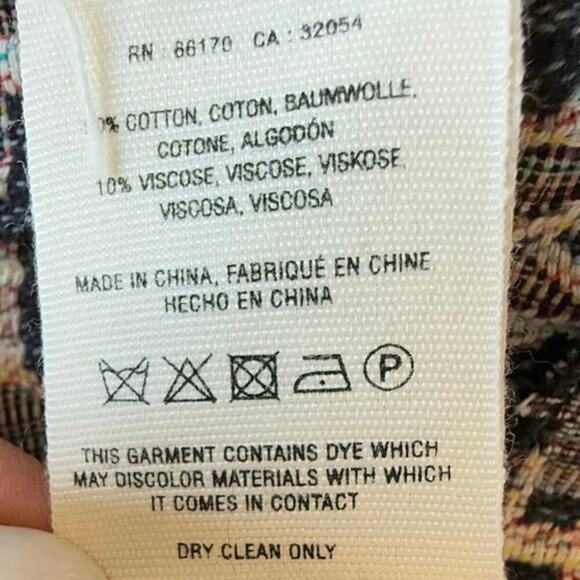 RN : 86170 CA : 32054
% COTTON, COTON, BAUMWOLLE,
COTONE, ALGODÓN
10% VISCOSE, VISCOSE, VISKOSE,
VISCOSA, VISCOSA
MADE IN CHINA, FABRIQUÉ EN CHINE,
HECHO EN CHINA
P
THIS GARMENT CONTAINS DYE WHICH
MAY DISCOLOR MATERIALS WITH WHICH
IT COMES IN CONTACT
DRY CLEAN ONLY